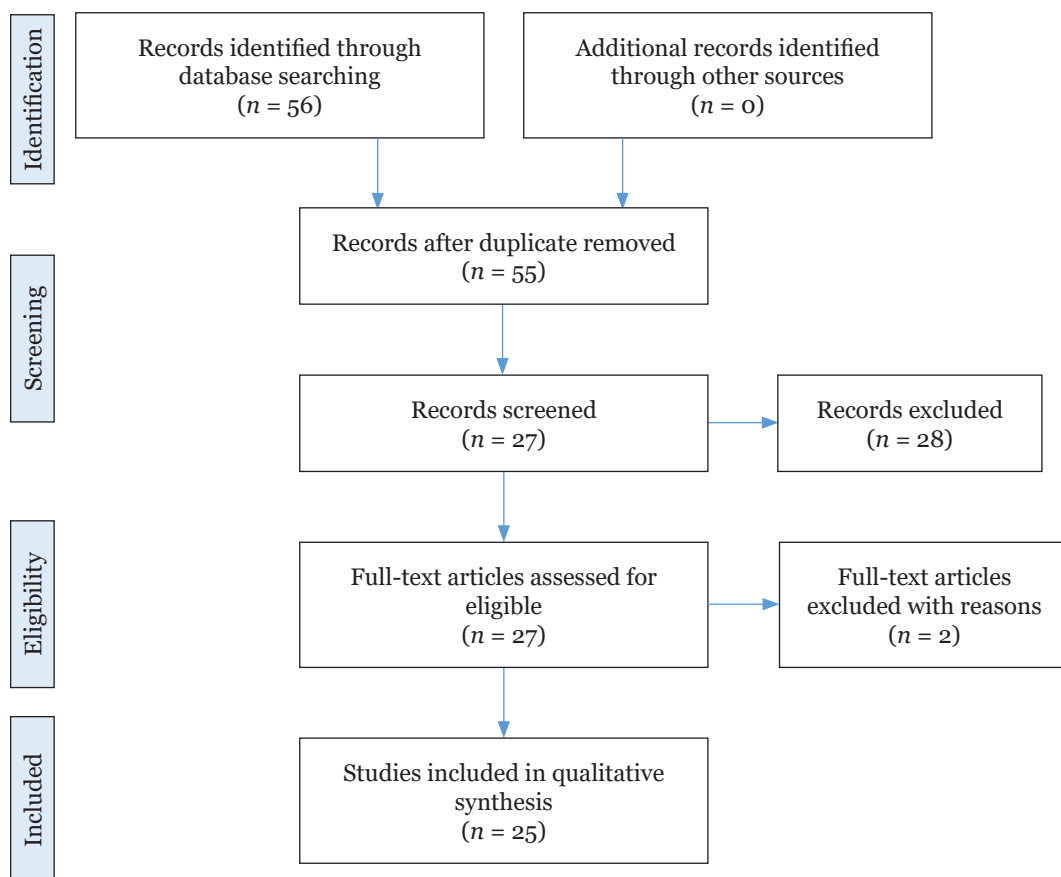 Identification
Records identified through
database searching
(n = 56)
Additional records identified
through other sources
(n = 0)
Screening
Records after duplicate removed
(n = 55)
Records screened
(n = 27)
Records excluded
(n = 28)
Eligibility
Full-text articles assessed for
eligible
(n = 27)
Full-text articles
excluded with reasons
(n = 2)
Included
Studies included in qualitative
synthesis
(n = 25)